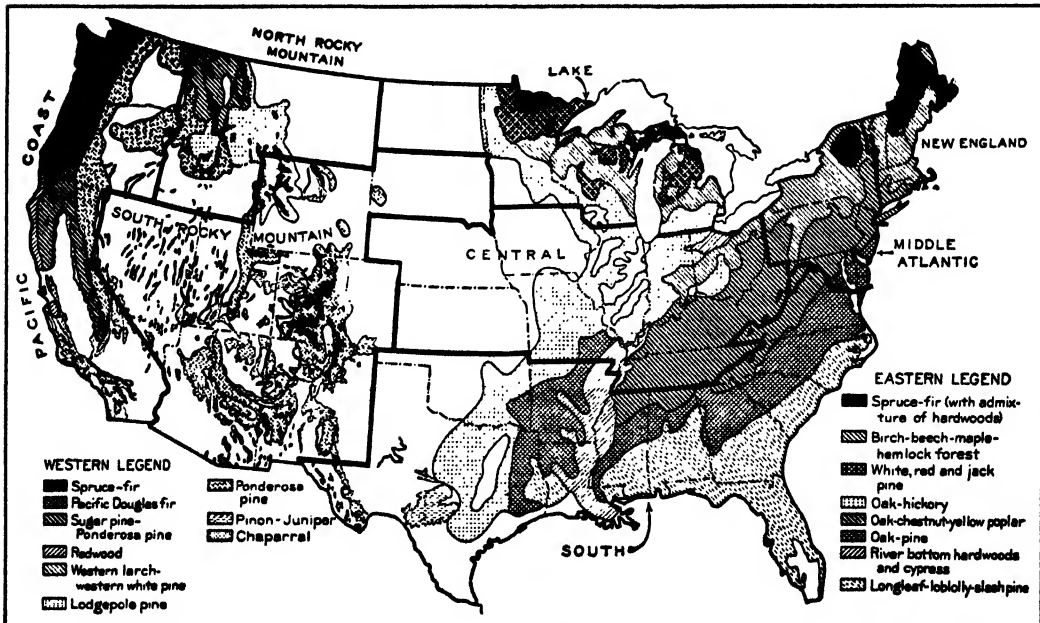 NORTH ROCKY
MOUNTAIN
LAKE
NEW ENGLAND
PACIFIC COAST
SOUTH ROCKY MOUNTAIN
CENTRAL
MIDDLE
ATLANTIC
SOUTH
WESTERN LEGEND
Spruce-fir
Pacific Douglas fir
Sugar pine-
Ponderosa pine
Redwood
Western larch-
western white pine
Lodgepole pine
Ponderosa
pine
Pinon-Juniper
Chaparral
EASTERN LEGEND
Spruce-fir (with admix-
ture of hardwoods)
Birch-beech-maple-
hemlock forest
White, red and jack
pine
Oak-hickory
Oak-chestnut-yellow poplar
Oak-pine
River bottom hardwoods
and cypress
Longleaf-loblolly-slash pine